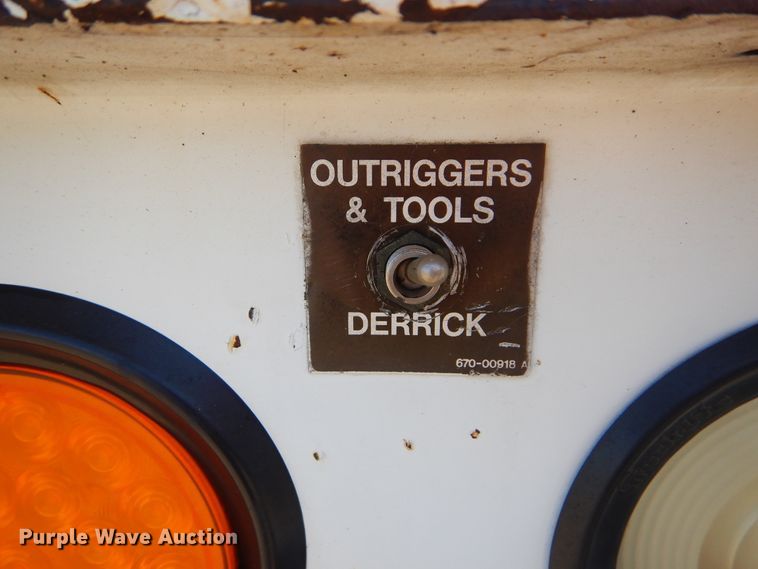 OUTRIGGERS
& TOOLS
DERRICK
670-00918 A
Purple Wave Auction